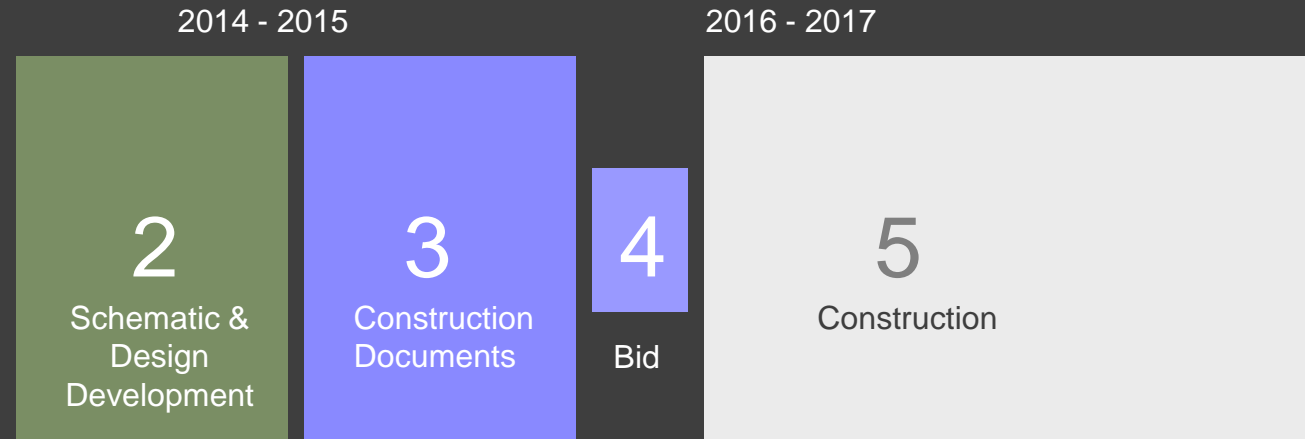 2014 - 2015
2016 - 2017
2
Schematic &
Design
Development
3
Construction
Documents
4
Bid
5
Construction